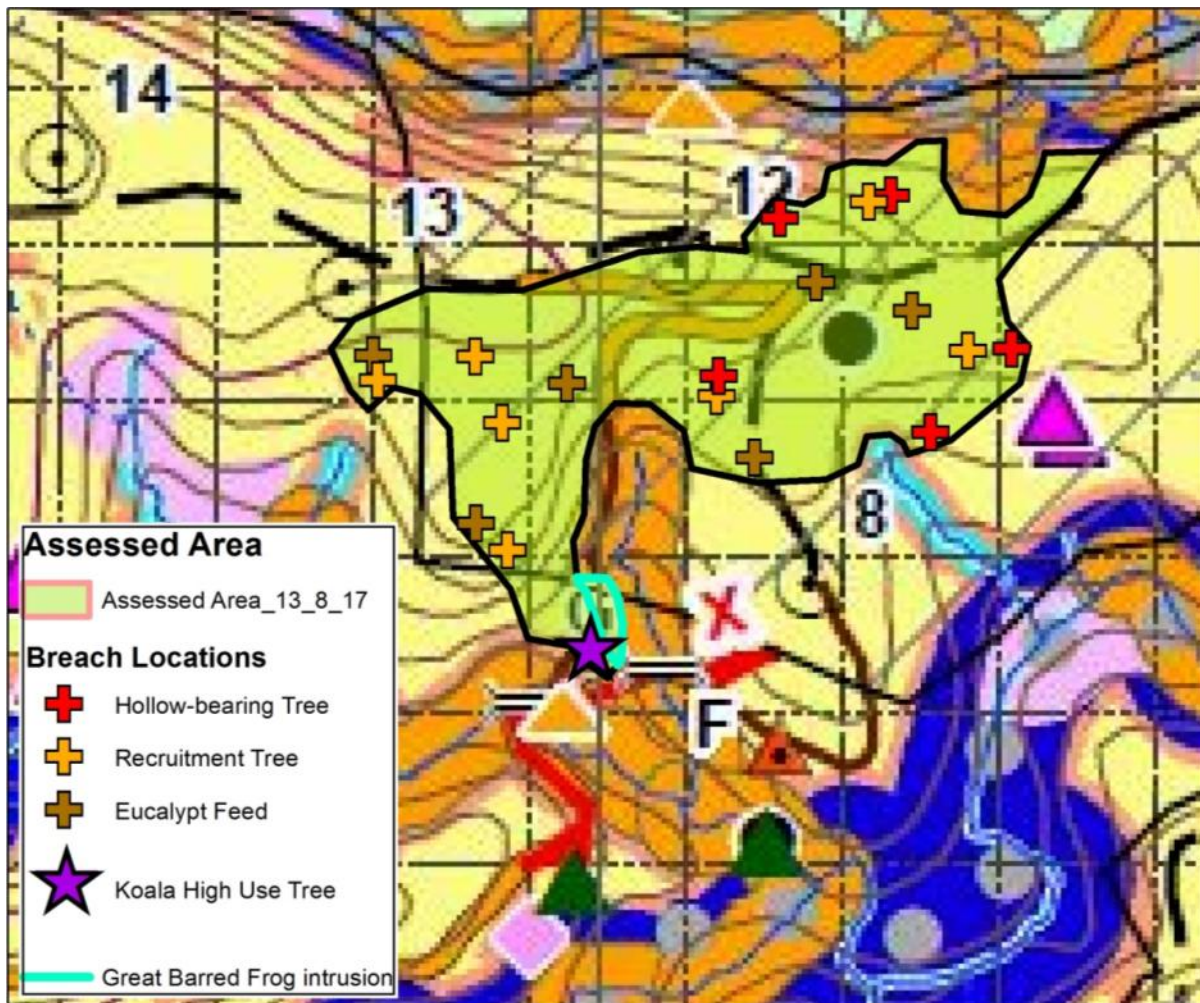 14
13
12
8
X
F
Assessed Area
Assessed Area_13_8_17
Breach Locations
Hollow-bearing Tree
Recruitment Tree
Eucalypt Feed
Koala High Use Tree
Great Barred Frog intrusion